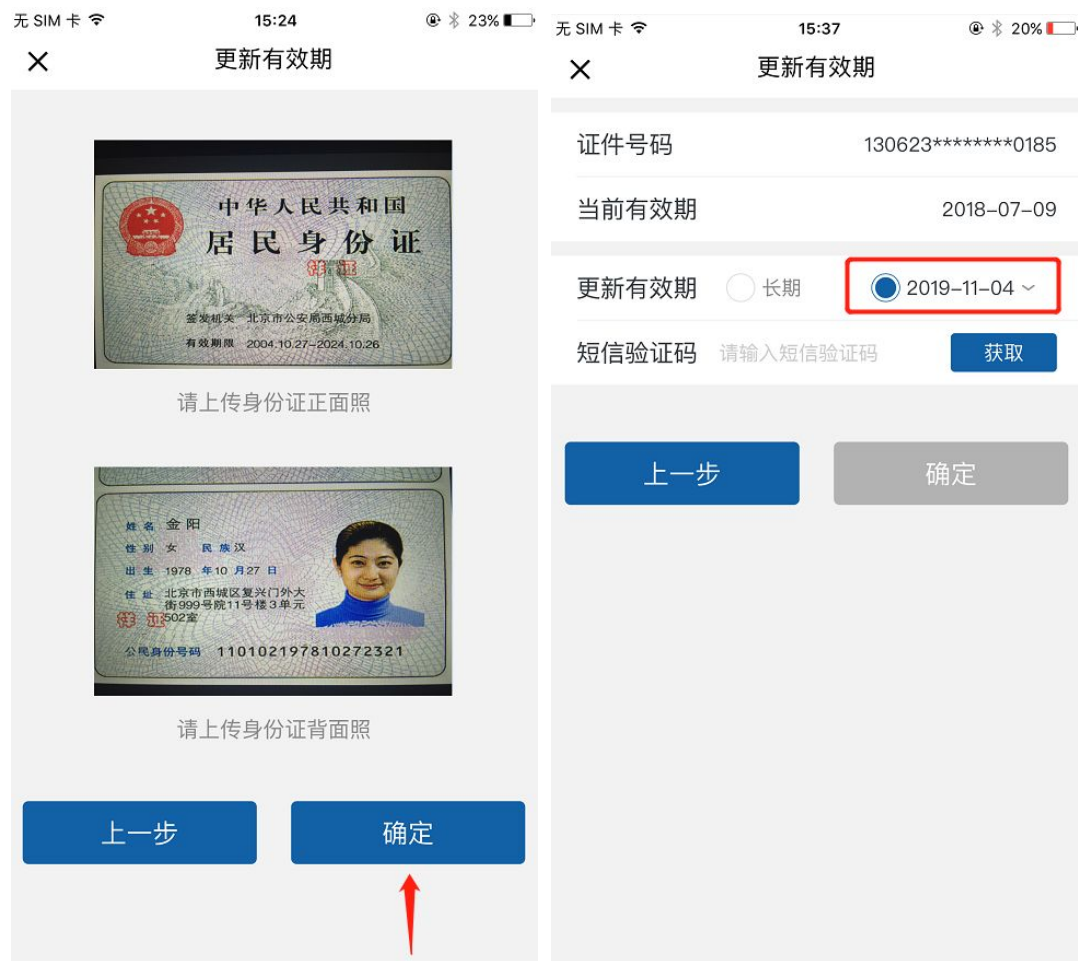 无 SIM 卡 15:24 23%
更新有效期
中华人民共和国
居民身份证
样 证
签发机关 北京市公安局西城分局
有效期限 2004.10.27-2024.10.26
请上传身份证正面照
姓名 金阳
性别 女 民族汉
出生 1978 年10 月27 日
住址 北京市西城区复兴门外大
街999号院11号楼3单元
502室
样 证
公民身份号码 110102197810272321
请上传身份证背面照
上一步 确定
无 SIM 卡 15:37 20%
更新有效期
证件号码 130623********0185
当前有效期 2018-07-09
更新有效期 长期 2019-11-04
短信验证码 请输入短信验证码 获取
上一步 确定